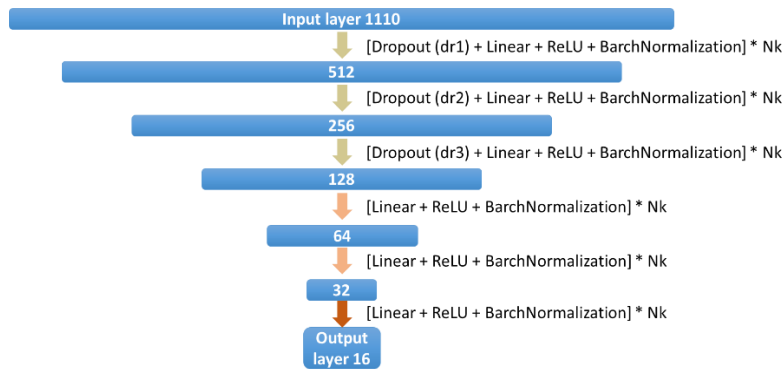 Input layer 1110
[Dropout (dr1) + Linear + ReLU + BarchNormalization] * Nk
512
[Dropout (dr2) + Linear + ReLU + BarchNormalization] * Nk
256
[Dropout (dr3) + Linear + ReLU + BarchNormalization] * Nk
128
[Linear + ReLU + BarchNormalization] * Nk
64
[Linear + ReLU + BarchNormalization] * Nk
32
[Linear + ReLU + BarchNormalization] * Nk
Output
layer 16